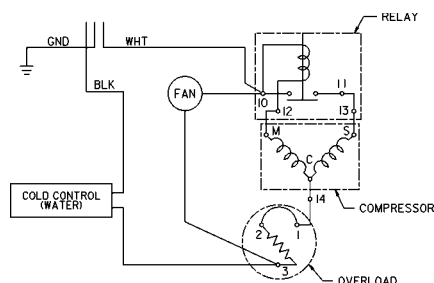 RELAY
GND
WHT
BLK
FAN
10
11
12
13
M
S
C
14
COLD CONTROL
(WATER)
COMPRESSOR
2
1
3
OVERLOAD